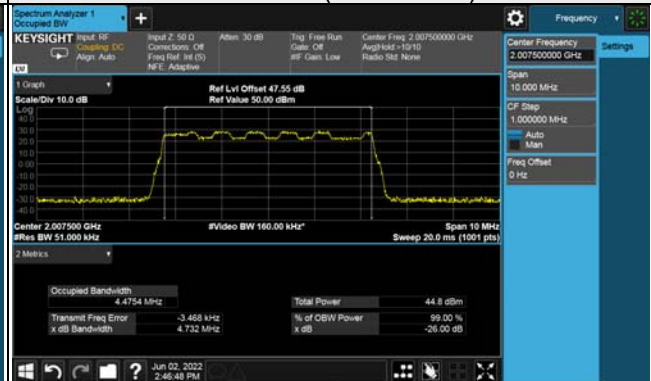 Spectrum Analyzer 1
Occupied BW
Frequency
KEYSIGHT
Input: RF
Coupling: DC
Align: Auto
Input Z: 50 Ω
Corrections: Off
Freq Ref: Int (S)
NFE: Adaptive
Atten: 30 dB
Trig: Free Run
Gate: Off
#IF Gain: Low
Center Freq: 2.007500000 GHz
Avg|Hold:>10/10
Radio Std: None
LXI
Center Frequency
2.007500000 GHz
Settings
Span
10.000 MHz
CF Step
1.000000 MHz
Auto
Man
Freq Offset
0 Hz
1 Graph
Scale/Div 10.0 dB
Ref Lvl Offset 47.55 dB
Ref Value 50.00 dBm
Log
40.0
30.0
20.0
10.0
0.00
-10.0
-20.0
-30.0
-40.0
Center 2.007500 GHz
#Res BW 51.000 kHz
#Video BW 160.00 kHz*
Span 10 MHz
Sweep 20.0 ms (1001 pts)
2 Metrics
Occupied Bandwidth
4.4754 MHz
Total Power 44.8 dBm
Transmit Freq Error -3.468 kHz
% of OBW Power 99.00 %
x dB Bandwidth 4.732 MHz
x dB -26.00 dB
?
Jun 02, 2022
2:46:48 PM